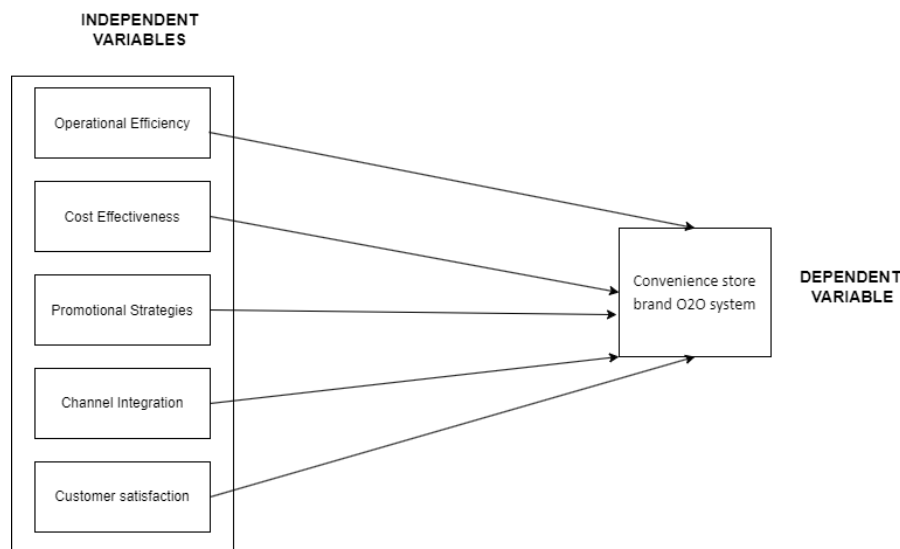 INDEPENDENT
VARIABLES
Operational Efficiency
Cost Effectiveness
Promotional Strategies
Channel Integration
Customer satisfaction
Convenience store
brand O2O system
DEPENDENT
VARIABLE